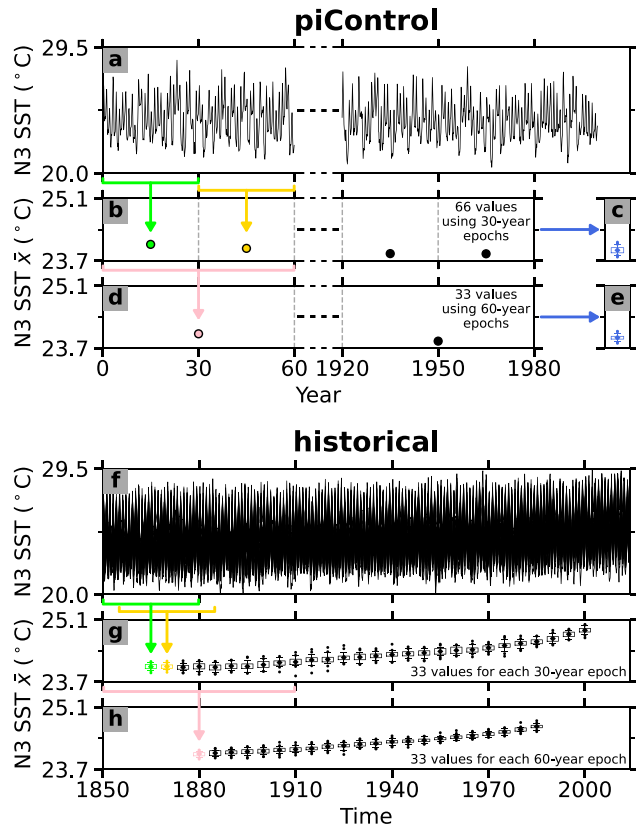 piControl
N3 SST (°C)
29.5
20.0
a
N3 SST x̄ (°C)
25.1
23.7
b
66 values
using 30-year
epochs
c
25.1
23.7
d
33 values
using 60-year
epochs
e
0 30 60 1920 1950 1980
Year
historical
N3 SST (°C)
29.5
20.0
f
N3 SST x̄ (°C)
25.1
23.7
g
33 values for each 30-year epoch
25.1
23.7
h
33 values for each 60-year epoch
1850 1880 1910 1940 1970 2000
Time